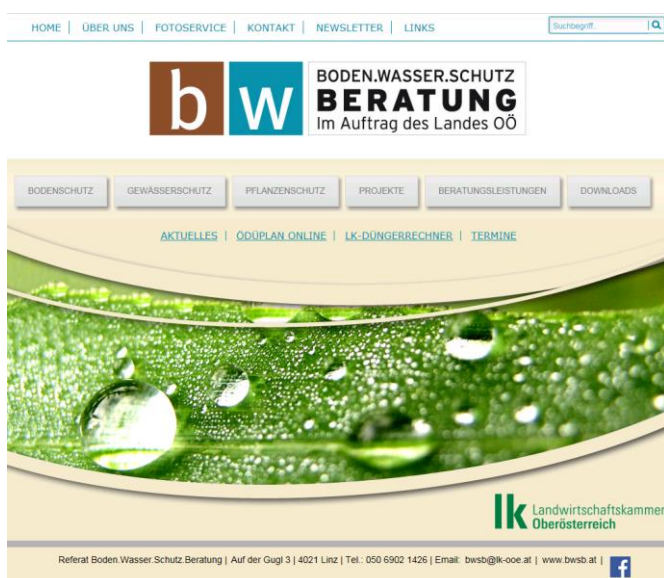 HOME | ÜBER UNS | FOTOSERVICE | KONTAKT | NEWSLETTER | LINKS
Suchbegriff.
bw
BODEN.WASSER.SCHUTZ
BERATUNG
Im Auftrag des Landes OÖ
BODENSCHUTZ GEWÄSSERSCHUTZ PFLANZENSCHUTZ PROJEKTE BERATUNGSLEISTUNGEN DOWNLOADS
AKTUELLES | ÖDÜPLAN ONLINE | LK-DÜNGERRECHNER | TERMINE
lk Landwirtschaftskammer
Oberösterreich
Referat Boden.Wasser.Schutz.Beratung | Auf der Gugl 3 | 4021 Linz | Tel.: 050 6902 1426 | Email: bwsb@lk-ooe.at | www.bwsb.at | f